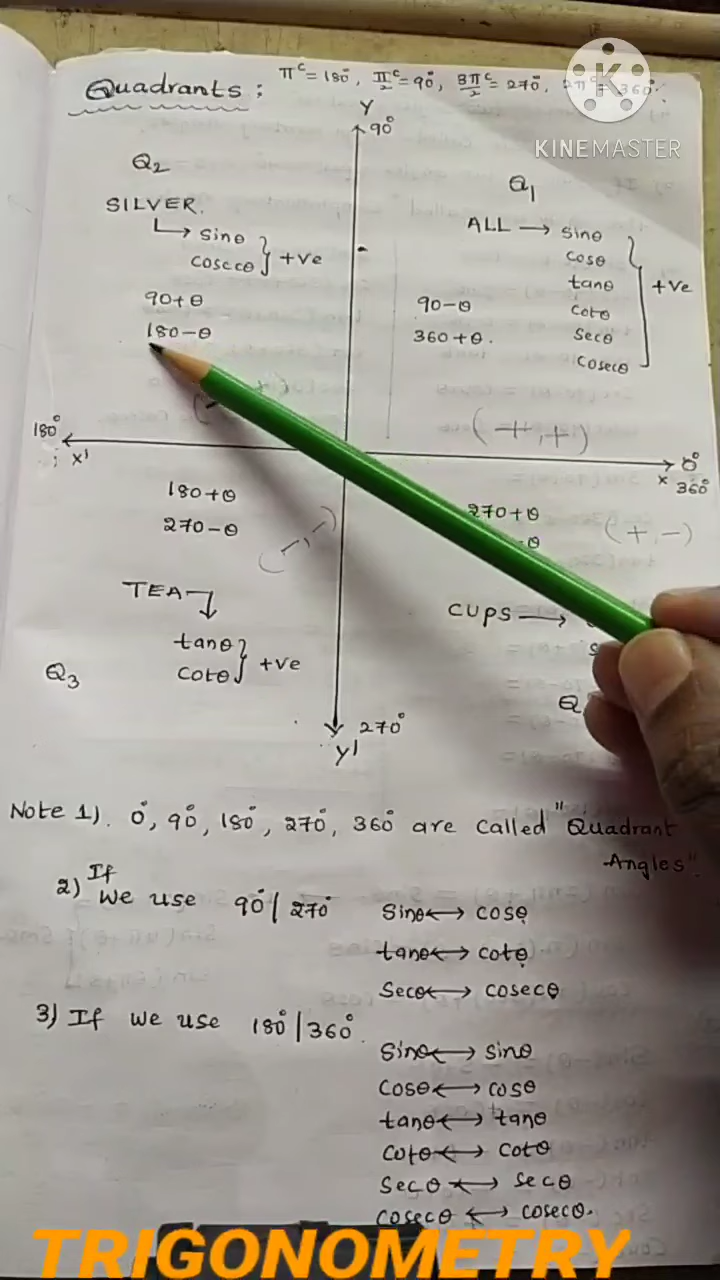 Quadrants: π^c = 180°, π/2^c = 90°, 3π/2^c = 270°, 2π^c = 360°.
KINEMASTER
Y
90°
Q2
Q1
SILVER.
ALL → sinθ
→ sinθ
cosecθ } +ve
cosθ
tanθ
+ve
90+θ
90-θ
cotθ
180-θ
360+θ.
secθ
cosecθ
(+,+)
180°
X'
0°
X 360°
180+θ
270+θ
270-θ
-θ
(-,-)
(+,-)
TEA
CUPS →
tanθ
cotθ } +ve
Q3
Q
270°
Y'
Note 1). 0°, 90°, 180°, 270°, 360° are called "Quadrant
Angles".
2) If
We use 90°/270°
sinθ ↔ cosθ
tanθ ↔ cotθ
secθ ↔ cosecθ
3) If we use 180°/360°.
sinθ ↔ sinθ
cosθ ↔ cosθ
tanθ ↔ tanθ
cotθ ↔ cotθ
secθ ↔ secθ
cosecθ ↔ cosecθ.
TRIGONOMETRY